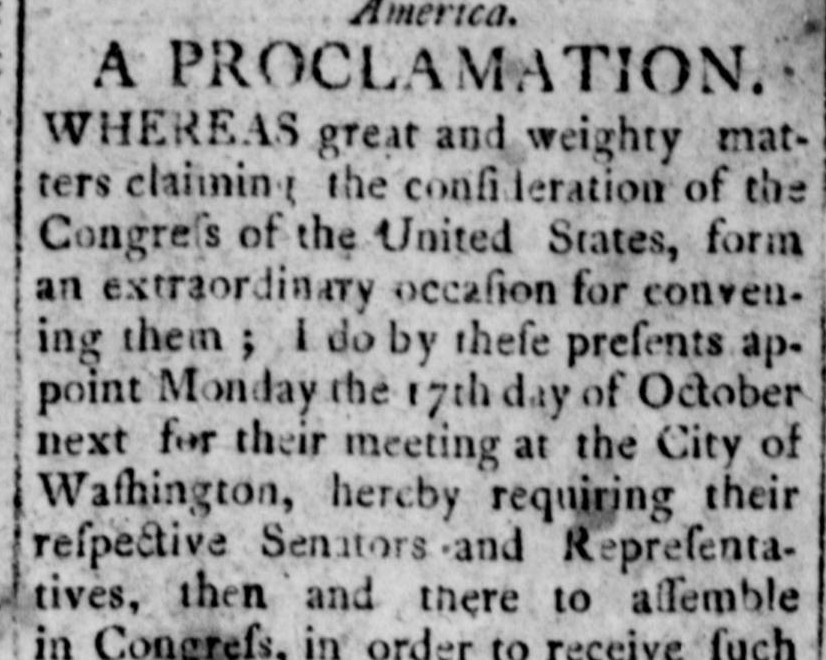 America.
A PROCLAMATION.
WHEREAS great and weighty mat-
ters claiming the conſideration of the
Congreſs of the United States, form
an extraordinary occaſion for conven-
ing them ; I do by theſe preſents ap-
point Monday the 17th day of October
next for their meeting at the City of
Waſhington, hereby requiring their
reſpective Senators and Repreſenta-
tives, then and there to aſſemble
in Congreſs, in order to receive ſuch